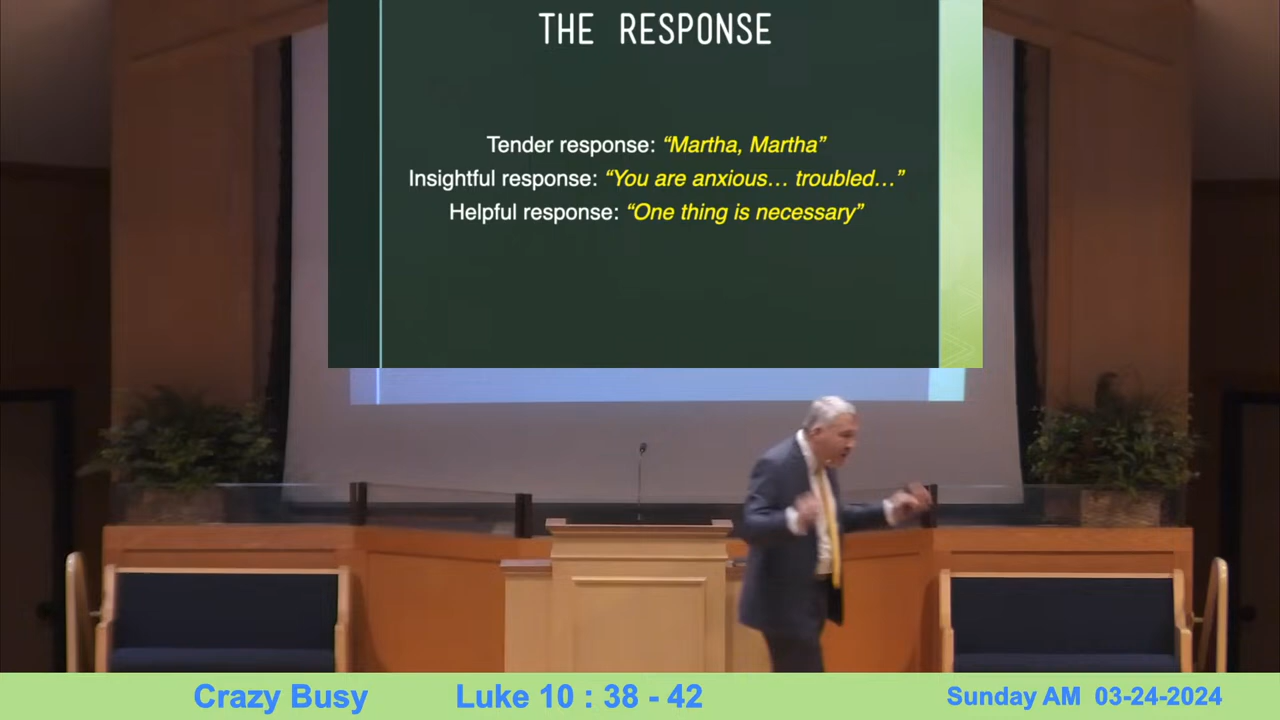 THE RESPONSE
Tender response: “Martha, Martha”
Insightful response: “You are anxious… troubled…”
Helpful response: “One thing is necessary”
Crazy Busy Luke 10 : 38 - 42 Sunday AM 03-24-2024